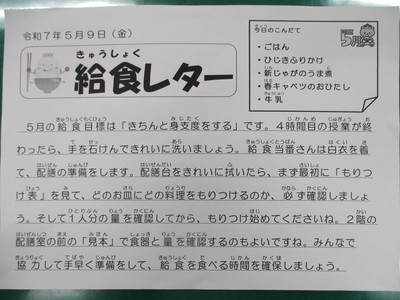 令和７年５月９日（金）
きゅうしょく
給食レター
今日のこんだて
・ごはん
・ひじきふりかけ
・新じゃがのうま煮
・春キャベツのおひたし
・牛乳
5月
５月の給食目標は「きちんと身支度をする」です。４時間目の授業が終
わったら、手を石けんできれいに洗いましょう。給食当番さんは白衣を着
て、配膳の準備をします。配膳台をきれいに拭いたら、まず最初に「もりつ
け表」を見て、どのお皿にどの料理をもりつけるのか、必ず確認しましょ
う。そして１人分の量を確認してから、もりつけ始めてくださいね。２階の
配膳室の前の「見本」で食器と量を確認するのもよいですね。みんなで
協力して手早く準備をして、給食を食べる時間を確保しましょう。